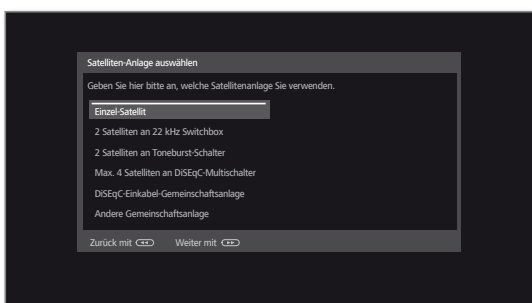 Satelliten-Anlage auswählen
Geben Sie hier bitte an, welche Satellitenanlage Sie verwenden.
Einzel-Satellit
2 Satelliten an 22 kHz Switchbox
2 Satelliten an Toneburst-Schalter
Max. 4 Satelliten an DiSEqC-Multischalter
DiSEqC-Einkabel-Gemeinschaftsanlage
Andere Gemeinschaftsanlage
Zurück mit Weiter mit